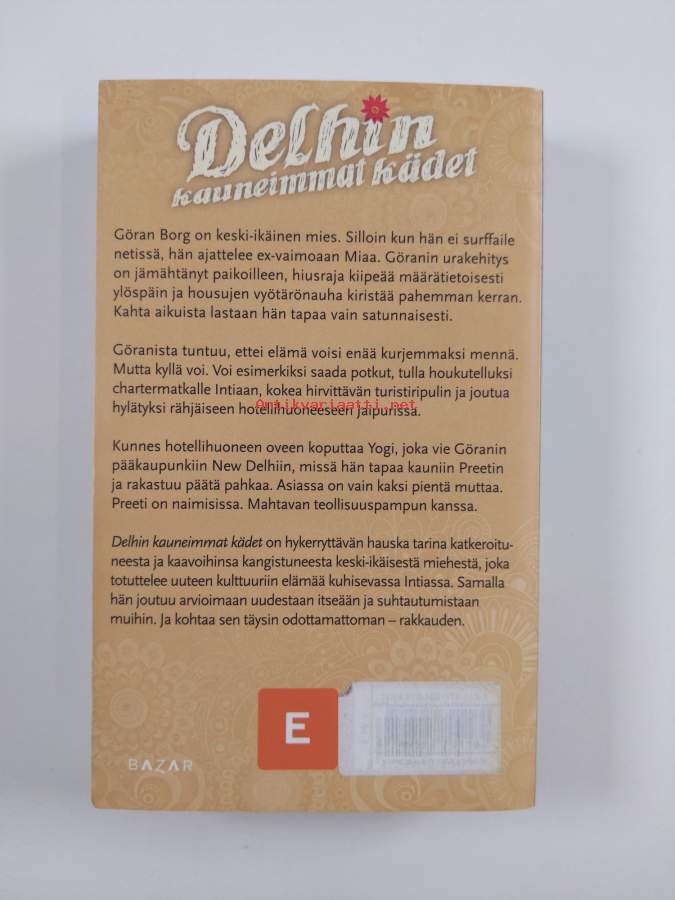 Delhin
kauneimmat kädet
Göran Borg on keski-ikäinen mies. Silloin kun hän ei surffaile
netissä, hän ajattelee ex-vaimoaan Miaa. Göranin urakehitys
on jämähtänyt paikoilleen, hiusraja kiipeää määrätietoisesti
ylöspäin ja housujen vyötärönauha kiristää pahemman kerran.
Kahta aikuista lastaan hän tapaa vain satunnaisesti.
Göranista tuntuu, ettei elämä voisi enää kurjemmaksi mennä.
Mutta kyllä voi. Voi esimerkiksi saada potkut, tulla houkutelluksi
chartermatkalle Intiaan, kokea hirvittävän turistiripulin ja joutua
Antikvariaatti.net
hylätyksi rähjäiseen hotellihuoneeseen Jaipurissa.
Kunnes hotellihuoneen oveen koputtaa Yogi, joka vie Göranin
pääkaupunkiin New Delhiin, missä hän tapaa kauniin Preetin
ja rakastuu päätä pahkaa. Asiassa on vain kaksi pientä muttaa.
Preeti on naimisissa. Mahtavan teollisuuspampun kanssa.
Delhin kauneimmat kädet on hykerryttävän hauska tarina katkeroitu-
neesta ja kaavoihinsa kangistuneesta keski-ikäisestä miehestä, joka
totuttelee uuteen kulttuuriin elämää kuhisevassa Intiassa. Samalla
hän joutuu arvioimaan uudestaan itseään ja suhtautumistaan
muihin. Ja kohtaa sen täysin odottamattoman – rakkauden.
E
BAZAR